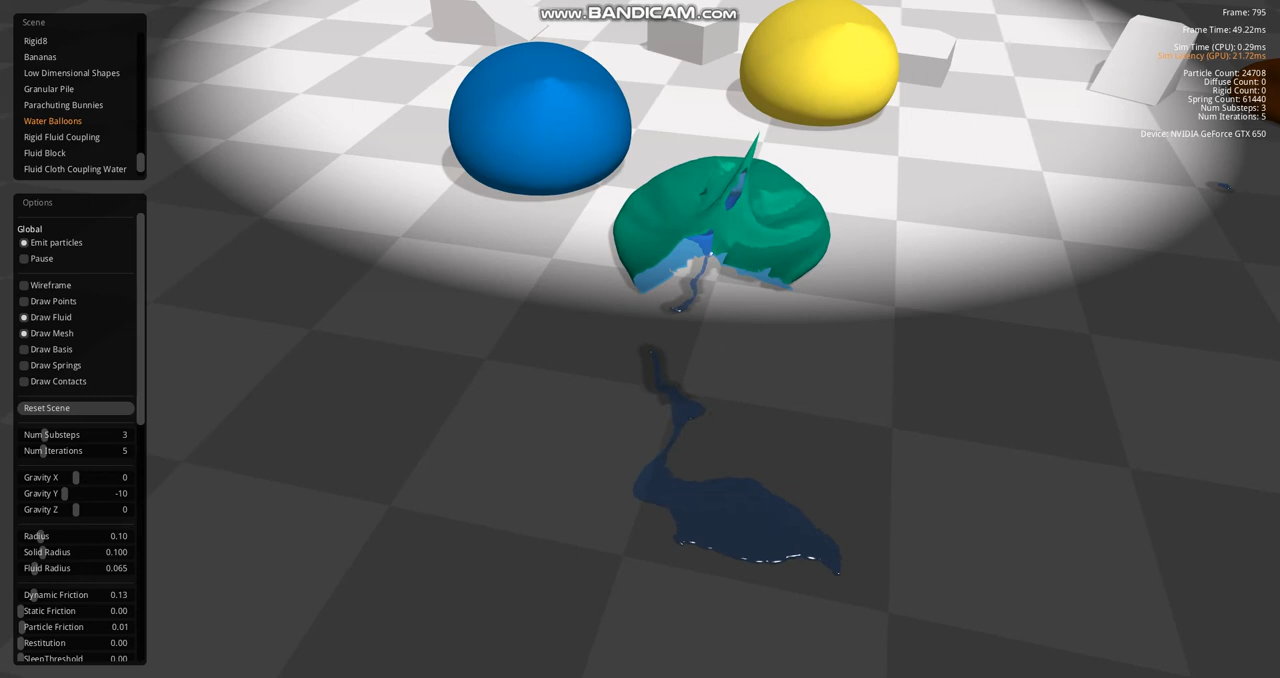 www.BANDICAM.com
Scene
Rigid8
Bananas
Low Dimensional Shapes
Granular Pile
Parachuting Bunnies
Water Balloons
Rigid Fluid Coupling
Fluid Block
Fluid Cloth Coupling Water
Options
Global
Emit particles
Pause
Wireframe
Draw Points
Draw Fluid
Draw Mesh
Draw Basis
Draw Springs
Draw Contacts
Reset Scene
Num Substeps 3
Num Iterations 5
Gravity X 0
Gravity Y -10
Gravity Z 0
Radius 0.10
Solid Radius 0.100
Fluid Radius 0.065
Dynamic Friction 0.13
Static Friction 0.00
Particle Friction 0.01
Restitution 0.00
SleepThreshold 0.00
Frame: 795
Frame Time: 49.22ms
Sim Time (CPU): 0.29ms
Sim Latency (GPU): 21.72ms
Particle Count: 24708
Diffuse Count: 0
Rigid Count: 0
Spring Count: 61440
Num Substeps: 3
Num Iterations: 5
Device: NVIDIA GeForce GTX 650